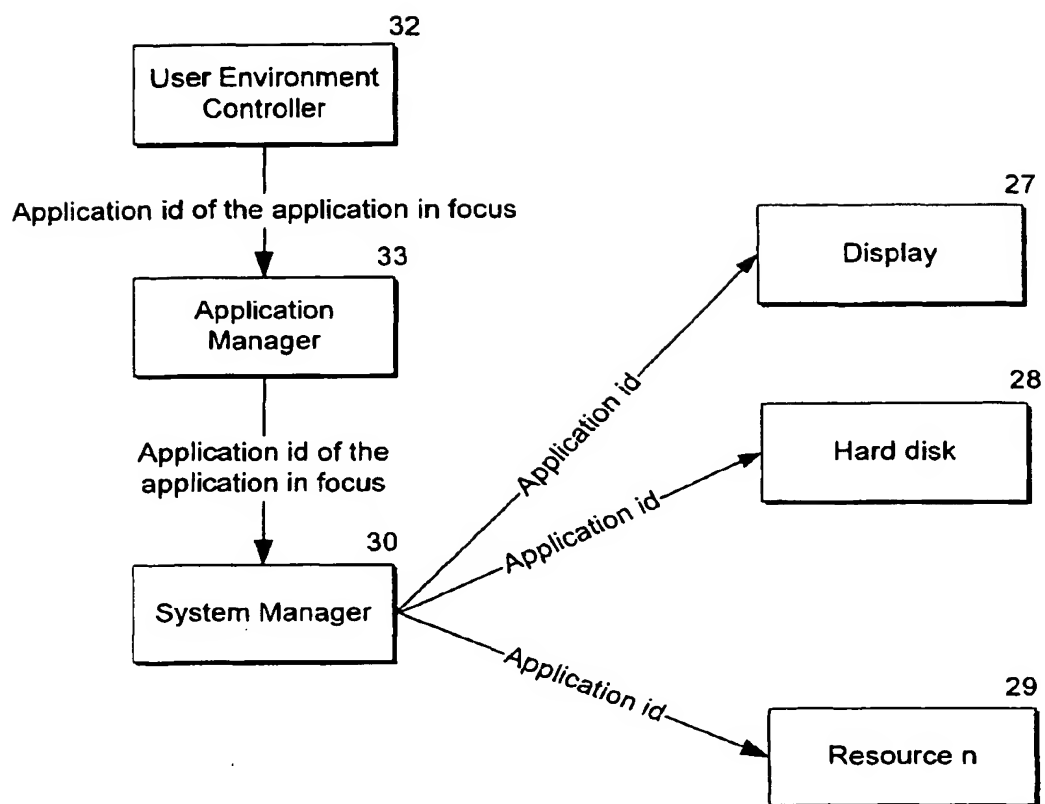 32
User Environment
Controller
Application id of the application in focus
33
Application
Manager
Application id of the
application in focus
30
System Manager
27
Display
Application id
28
Hard disk
Application id
29
Resource n
Application id